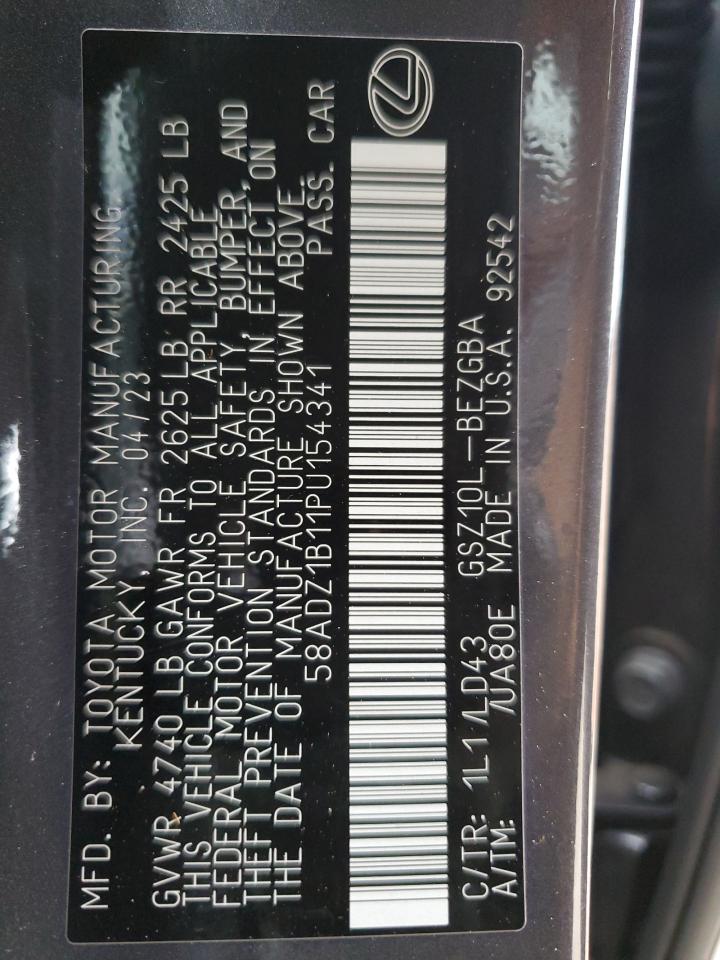 MFD. BY: TOYOTA MOTOR MANUFACTURING
KENTUCKY, INC. 04/23
GVWR 4740 LB GAWR FR 2625 LB RR 2425 LB
THIS VEHICLE CONFORMS TO ALL APPLICABLE
FEDERAL MOTOR VEHICLE SAFETY, BUMPER, AND
THEFT PREVENTION STANDARDS IN EFFECT ON
THE DATE OF MANUFACTURE SHOWN ABOVE.
58ADZ1B11PU154341 PASS. CAR
C/TR: 1L1/LD43 GSZ10L-BEZGBA
A/TM: /UA80E MADE IN U.S.A. 92542